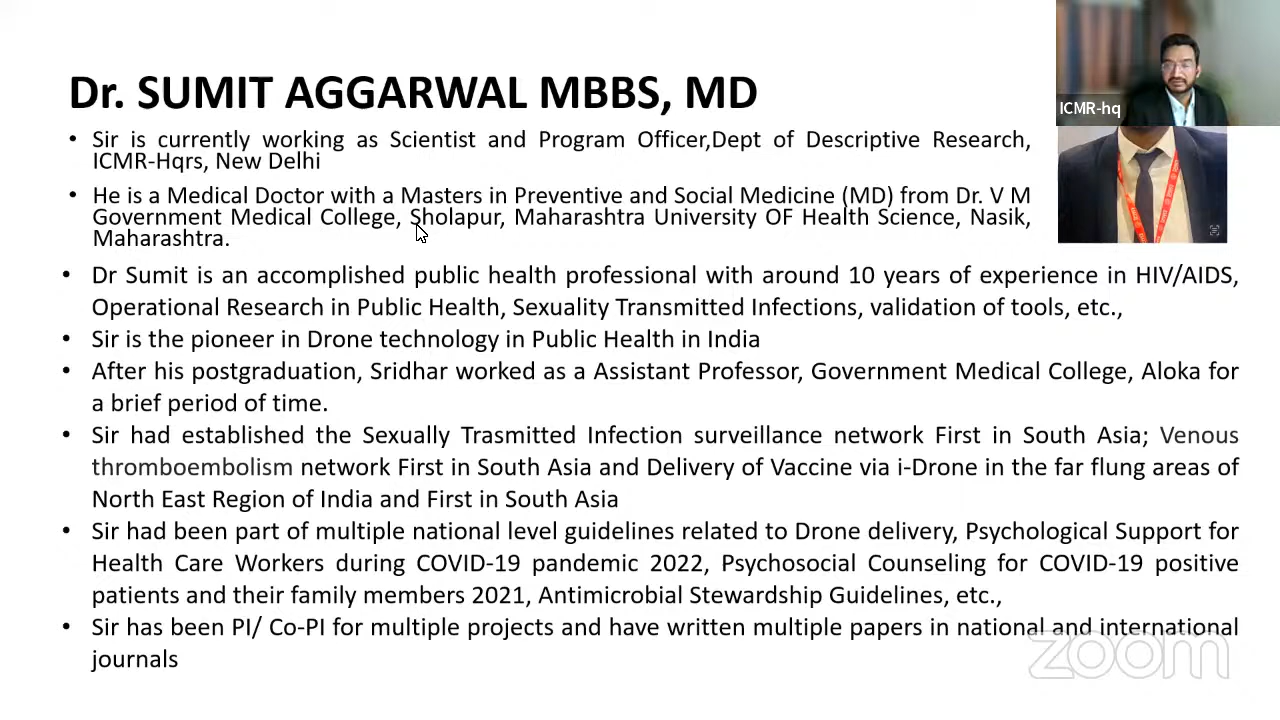 Dr. SUMIT AGGARWAL MBBS, MD
ICMR-hq
• Sir is currently working as Scientist and Program Officer,Dept of Descriptive Research,
ICMR-Hqrs, New Delhi
• He is a Medical Doctor with a Masters in Preventive and Social Medicine (MD) from Dr. V M
Government Medical College, Sholapur, Maharashtra University OF Health Science, Nasik,
Maharashtra.
• Dr Sumit is an accomplished public health professional with around 10 years of experience in HIV/AIDS,
Operational Research in Public Health, Sexuality Transmitted Infections, validation of tools, etc.,
• Sir is the pioneer in Drone technology in Public Health in India
• After his postgraduation, Sridhar worked as a Assistant Professor, Government Medical College, Aloka for
a brief period of time.
• Sir had established the Sexually Trasmitted Infection surveillance network First in South Asia; Venous
thromboembolism network First in South Asia and Delivery of Vaccine via i-Drone in the far flung areas of
North East Region of India and First in South Asia
• Sir had been part of multiple national level guidelines related to Drone delivery, Psychological Support for
Health Care Workers during COVID-19 pandemic 2022, Psychosocial Counseling for COVID-19 positive
patients and their family members 2021, Antimicrobial Stewardship Guidelines, etc.,
• Sir has been PI/ Co-PI for multiple projects and have written multiple papers in national and international
journals
zoom